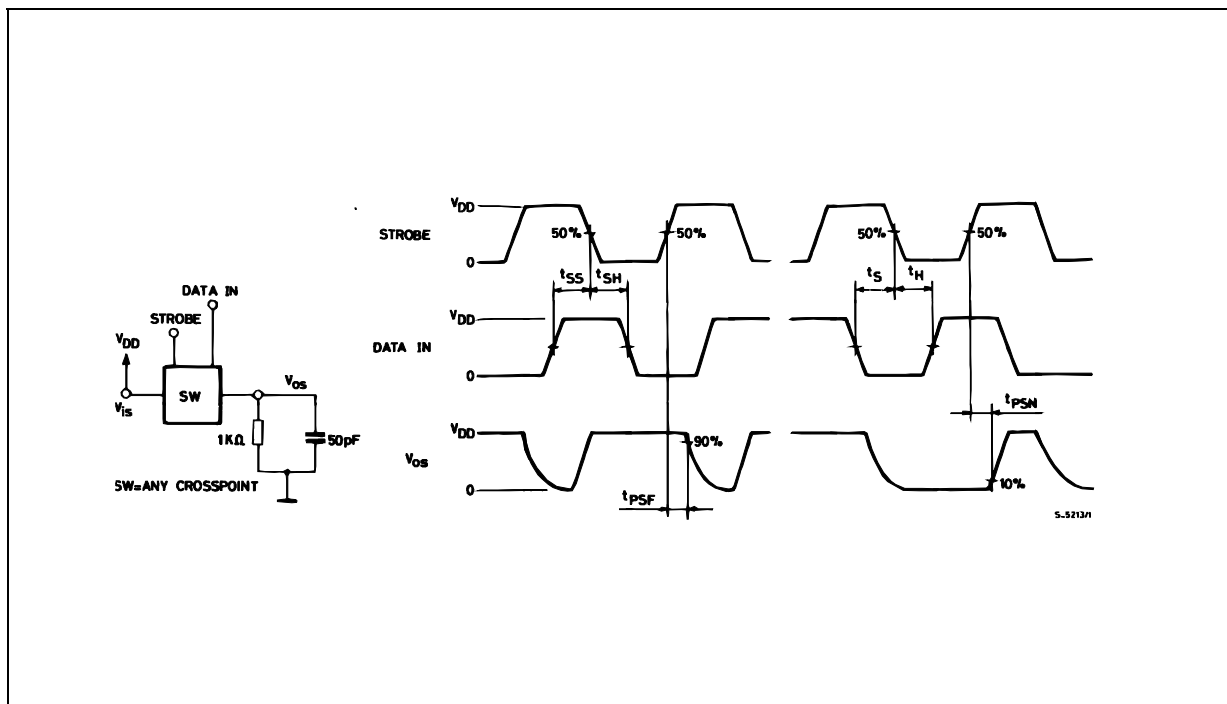 DATA IN
STROBE
VDD
Vis
SW
Vos
1KΩ
50pF
SW=ANY CROSSPOINT
STROBE
VDD
0
50%
50%
50%
50%
tSS
tSH
tS
tH
DATA IN
VDD
0
tPSN
Vos
VDD
0
90%
10%
tPSF
S-5213/1